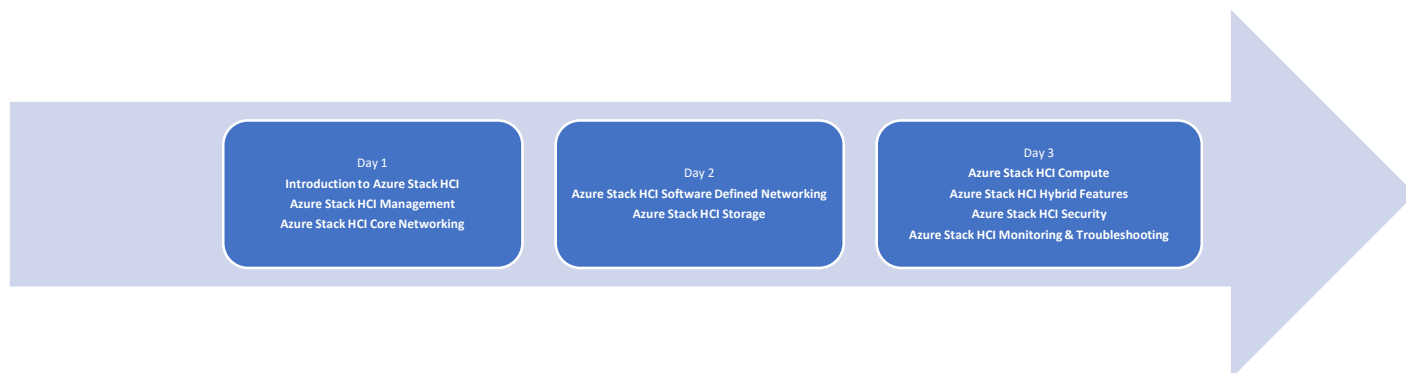 Day 1
Introduction to Azure Stack HCI
Azure Stack HCI Management
Azure Stack HCI Core Networking
Day 2
Azure Stack HCI Software Defined Networking
Azure Stack HCI Storage
Day 3
Azure Stack HCI Compute
Azure Stack HCI Hybrid Features
Azure Stack HCI Security
Azure Stack HCI Monitoring & Troubleshooting